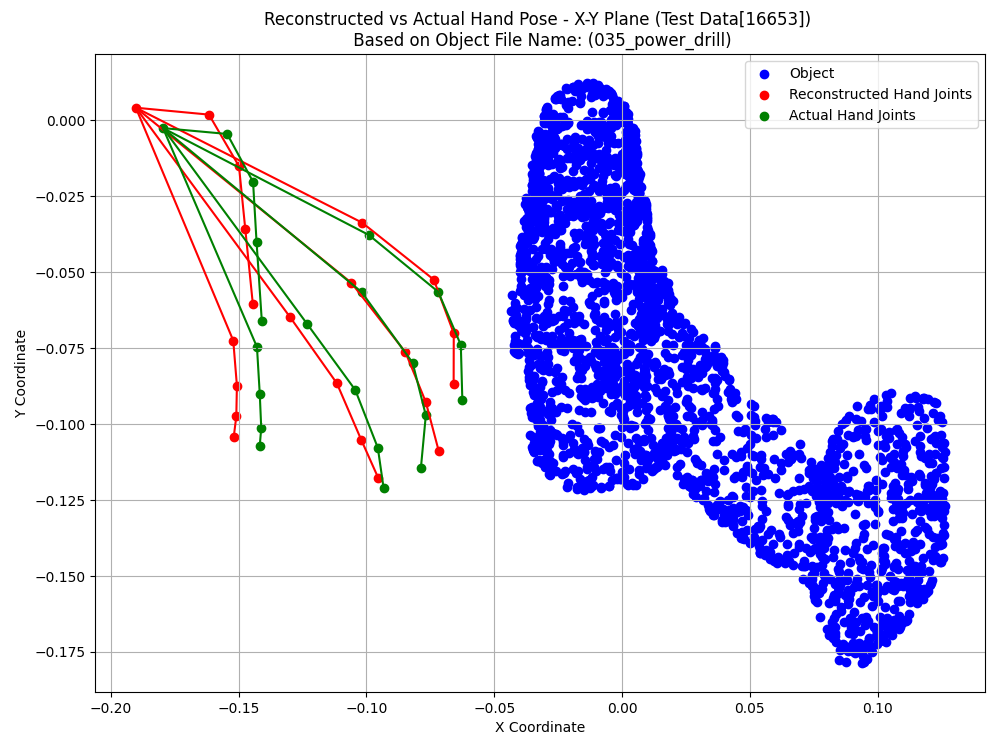 Reconstructed vs Actual Hand Pose - X-Y Plane (Test Data[16653])
Based on Object File Name: (035_power_drill)
Object
Reconstructed Hand Joints
Actual Hand Joints
0.000
−0.025
−0.050
−0.075
−0.100
−0.125
−0.150
−0.175
Y Coordinate
−0.20
−0.15
−0.10
−0.05
0.00
0.05
0.10
X Coordinate